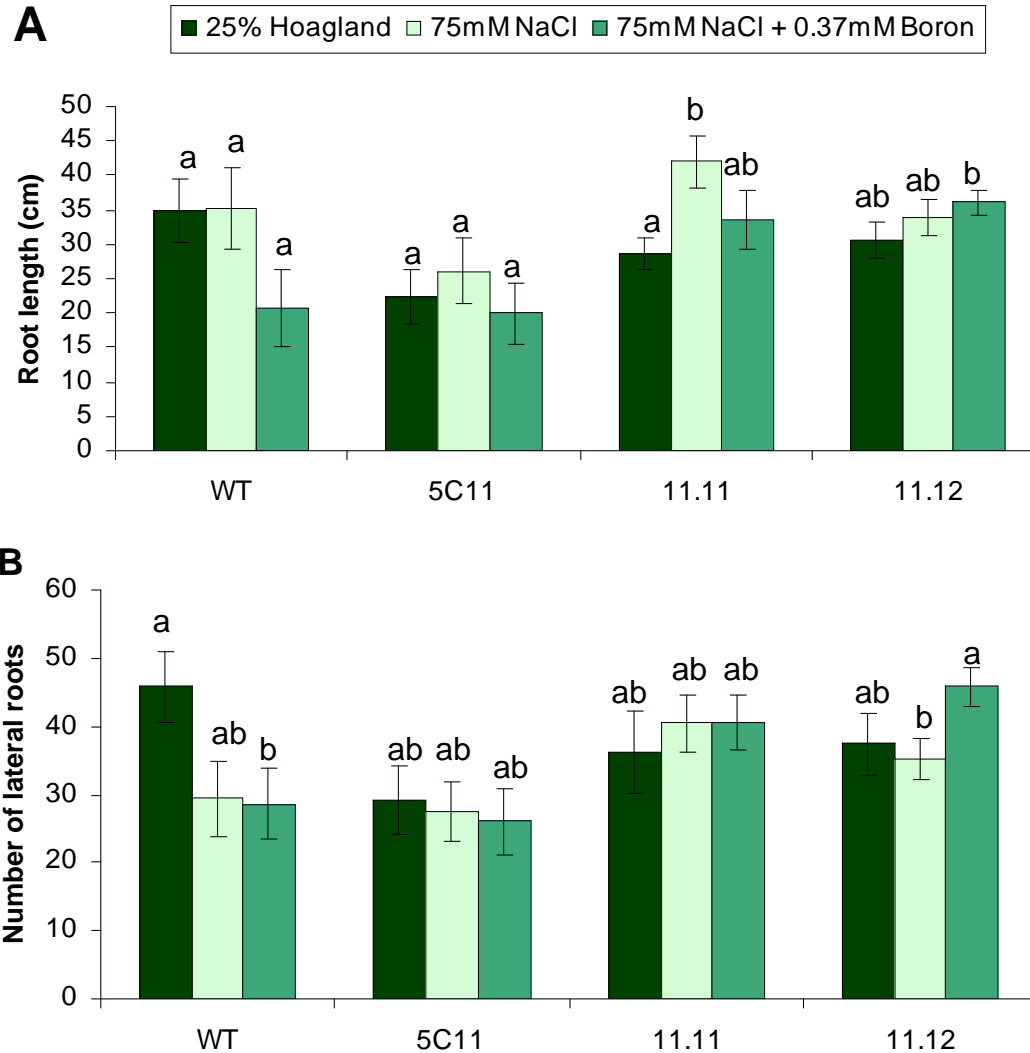 A
25% Hoagland 75mM NaCl 75mM NaCl + 0.37mM Boron
Root length (cm)
50
45
40
35
30
25
20
15
10
5
0
a a a
a a a
a b ab
ab ab b
WT 5C11 11.11 11.12
B
Number of lateral roots
60
50
40
30
20
10
0
a ab b
ab ab ab
ab ab ab
ab b a
WT 5C11 11.11 11.12